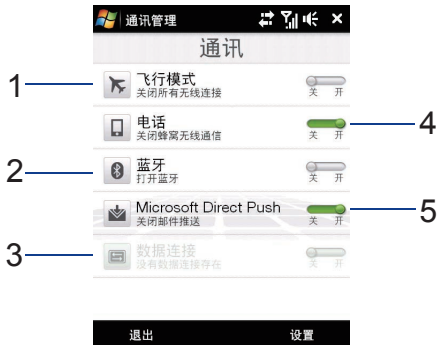 通讯管理
通讯
1
飞行模式
关闭所有无线连接
关 开
电话
关闭蜂窝无线通信
关 开
4
2
蓝牙
打开蓝牙
关 开
Microsoft Direct Push
关闭邮件推送
关 开
5
3
数据连接
没有数据连接存在
关 开
退出 设置